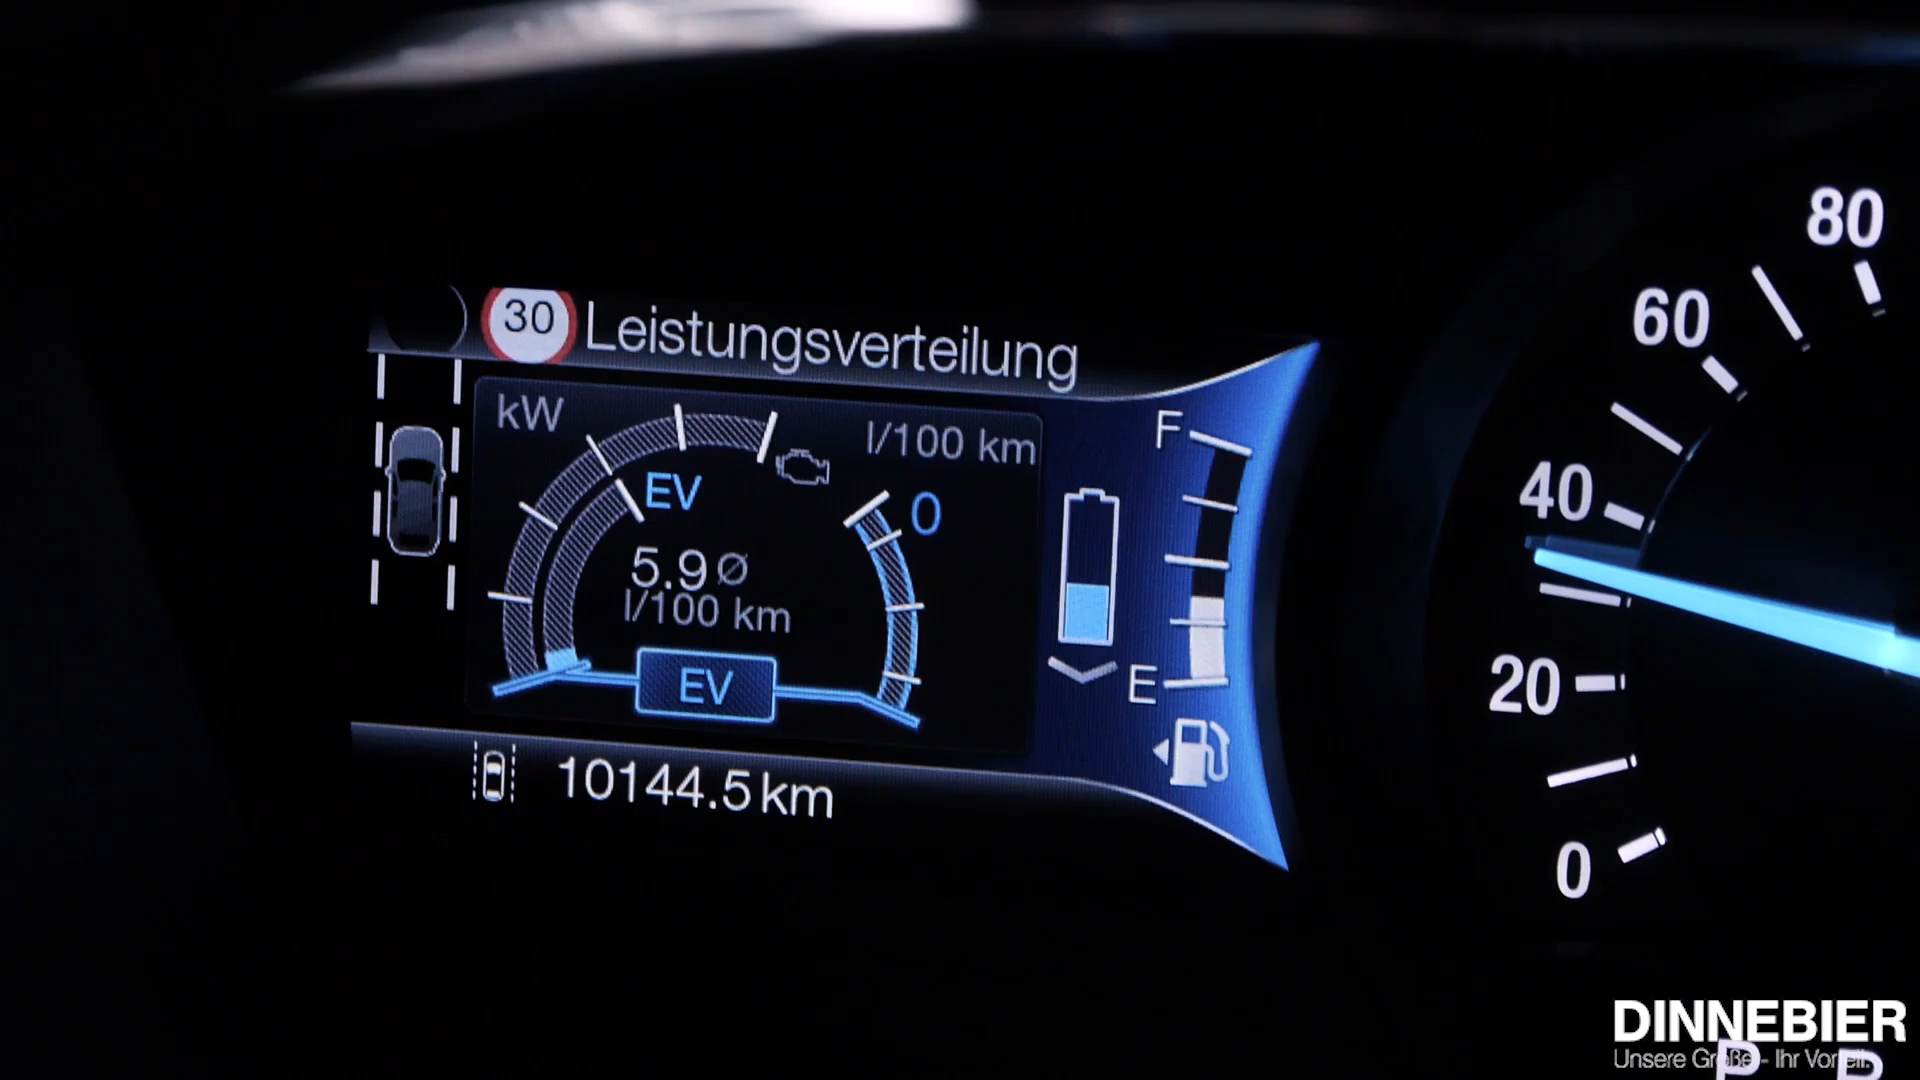 30 Leistungsverteilung
kW
l/100 km
EV
0
5.9 Ø
l/100 km
EV
F
E
10144.5 km
80
60
40
20
0
DINNEBIER
Unsere Größe - Ihr Vorteil.
P R